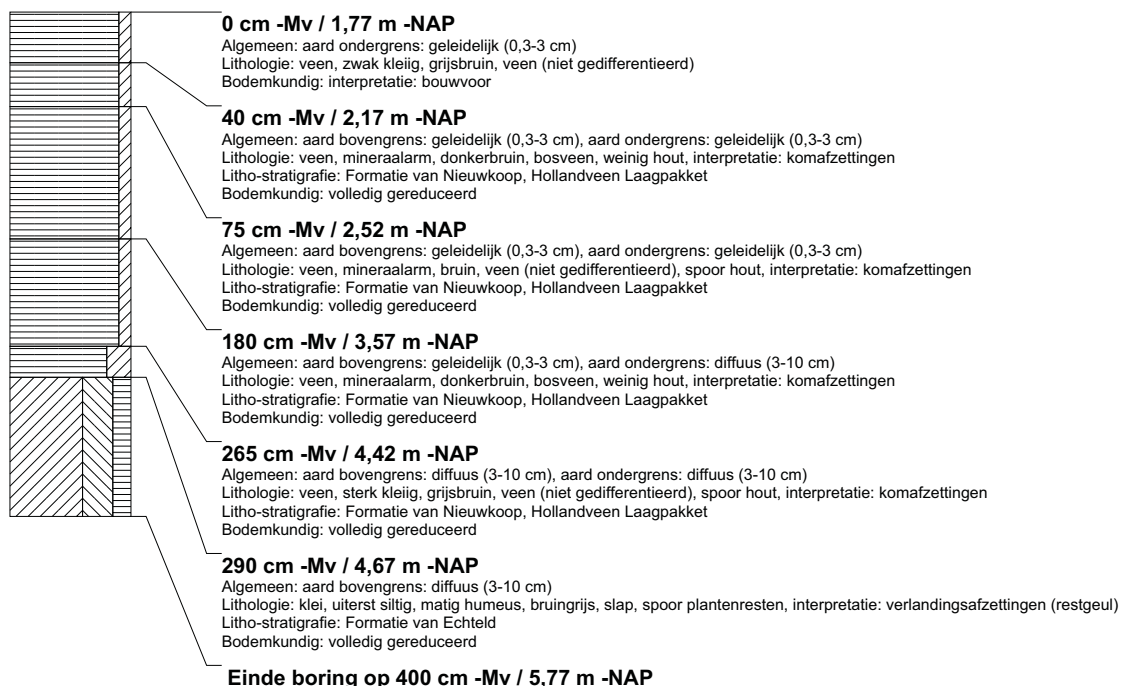 0 cm -Mv / 1,77 m -NAP
Algemeen: aard ondergrens: geleidelijk (0,3-3 cm)
Lithologie: veen, zwak kleiig, grijsbruin, veen (niet gedifferentieerd)
Bodemkundig: interpretatie: bouwvoor
40 cm -Mv / 2,17 m -NAP
Algemeen: aard bovengrens: geleidelijk (0,3-3 cm), aard ondergrens: geleidelijk (0,3-3 cm)
Lithologie: veen, mineraalarm, donkerbruin, bosveen, weinig hout, interpretatie: komafzettingen
Litho-stratigrafie: Formatie van Nieuwkoop, Hollandveen Laagpakket
Bodemkundig: volledig gereduceerd
75 cm -Mv / 2,52 m -NAP
Algemeen: aard bovengrens: geleidelijk (0,3-3 cm), aard ondergrens: geleidelijk (0,3-3 cm)
Lithologie: veen, mineraalarm, bruin, veen (niet gedifferentieerd), spoor hout, interpretatie: komafzettingen
Litho-stratigrafie: Formatie van Nieuwkoop, Hollandveen Laagpakket
Bodemkundig: volledig gereduceerd
180 cm -Mv / 3,57 m -NAP
Algemeen: aard bovengrens: geleidelijk (0,3-3 cm), aard ondergrens: diffuus (3-10 cm)
Lithologie: veen, mineraalarm, donkerbruin, bosveen, weinig hout, interpretatie: komafzettingen
Litho-stratigrafie: Formatie van Nieuwkoop, Hollandveen Laagpakket
Bodemkundig: volledig gereduceerd
265 cm -Mv / 4,42 m -NAP
Algemeen: aard bovengrens: diffuus (3-10 cm), aard ondergrens: diffuus (3-10 cm)
Lithologie: veen, sterk kleiig, grijsbruin, veen (niet gedifferentieerd), spoor hout, interpretatie: komafzettingen
Litho-stratigrafie: Formatie van Nieuwkoop, Hollandveen Laagpakket
Bodemkundig: volledig gereduceerd
290 cm -Mv / 4,67 m -NAP
Algemeen: aard bovengrens: diffuus (3-10 cm)
Lithologie: klei, uiterst siltig, matig humeus, bruingrijs, slap, spoor plantenresten, interpretatie: verlandingsafzettingen (restgeul)
Litho-stratigrafie: Formatie van Echteld
Bodemkundig: volledig gereduceerd
Einde boring op 400 cm -Mv / 5,77 m -NAP